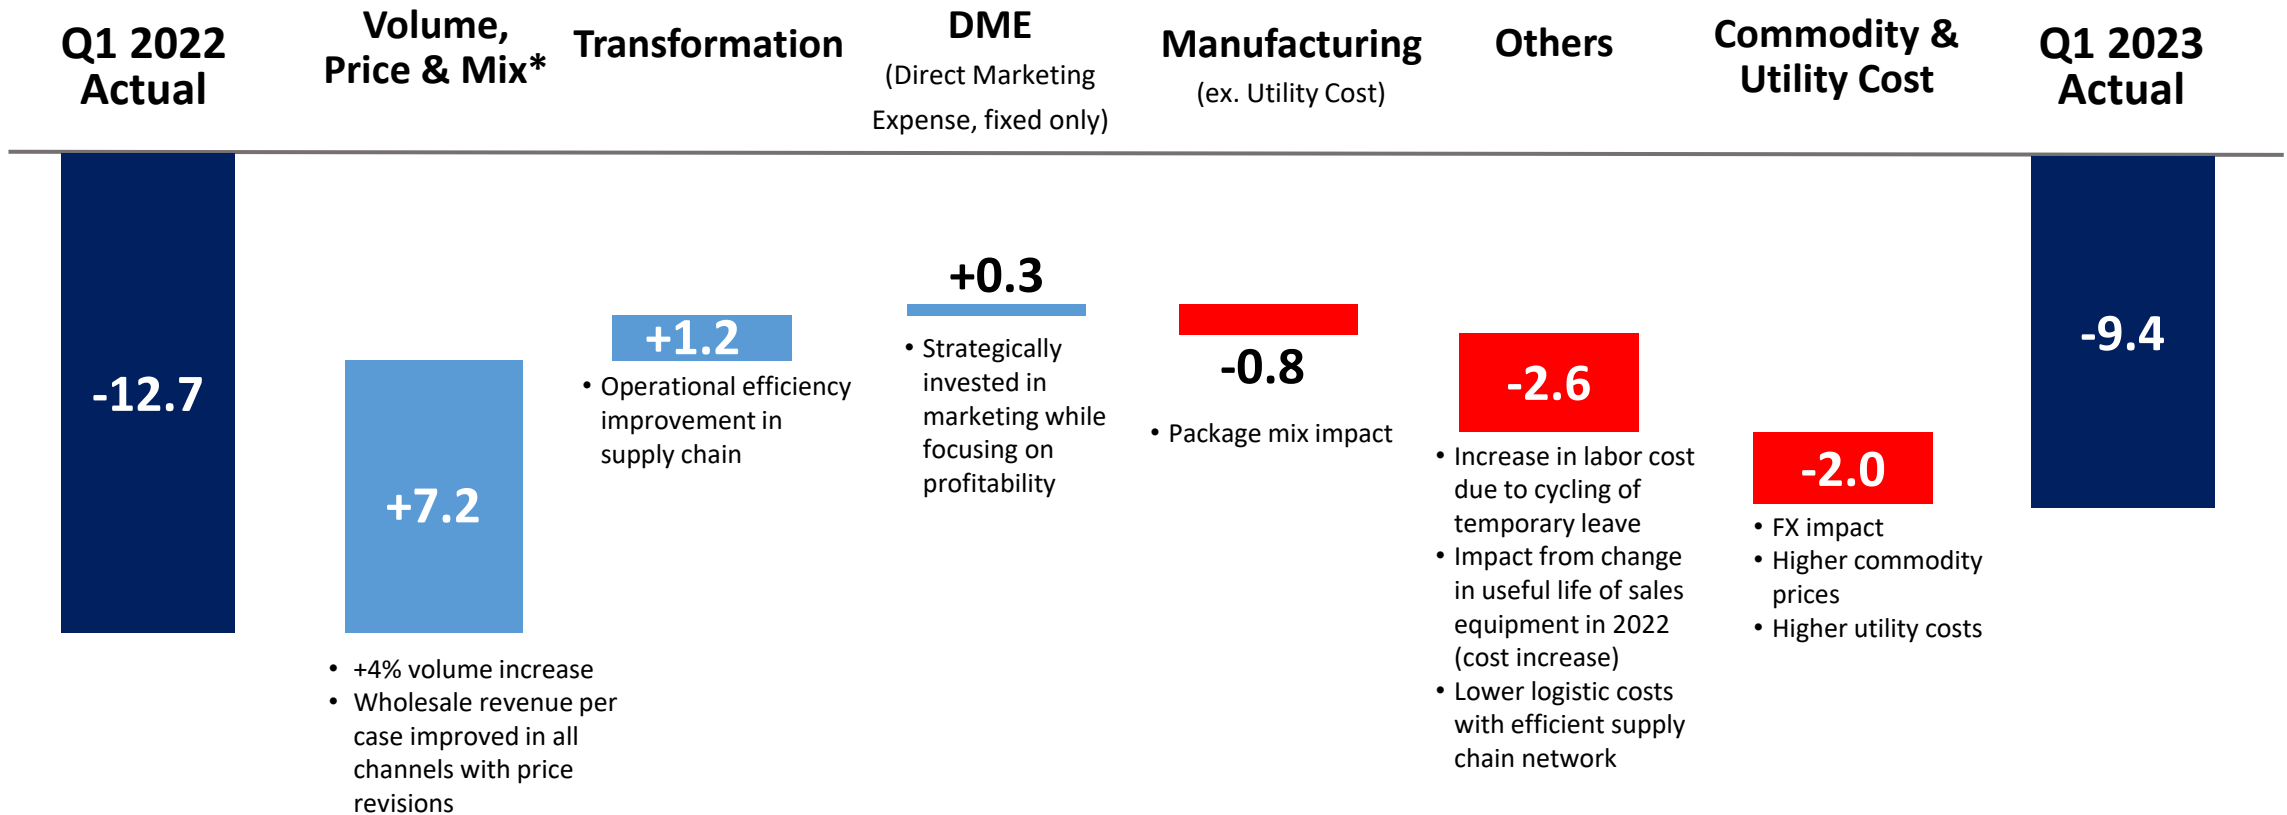 Q1 2022
Actual
Volume,
Price & Mix*
Transformation
DME
(Direct Marketing
Expense, fixed only)
Manufacturing
(ex. Utility Cost)
Others
Commodity &
Utility Cost
Q1 2023
Actual
-12.7
+7.2
• +4% volume increase
• Wholesale revenue per
case improved in all
channels with price
revisions
+1.2
• Operational efficiency
improvement in
supply chain
+0.3
• Strategically
invested in
marketing while
focusing on
profitability
-0.8
• Package mix impact
-2.6
• Increase in labor cost
due to cycling of
temporary leave
• Impact from change
in useful life of sales
equipment in 2022
(cost increase)
• Lower logistic costs
with efficient supply
chain network
-2.0
• FX impact
• Higher commodity
prices
• Higher utility costs
-9.4